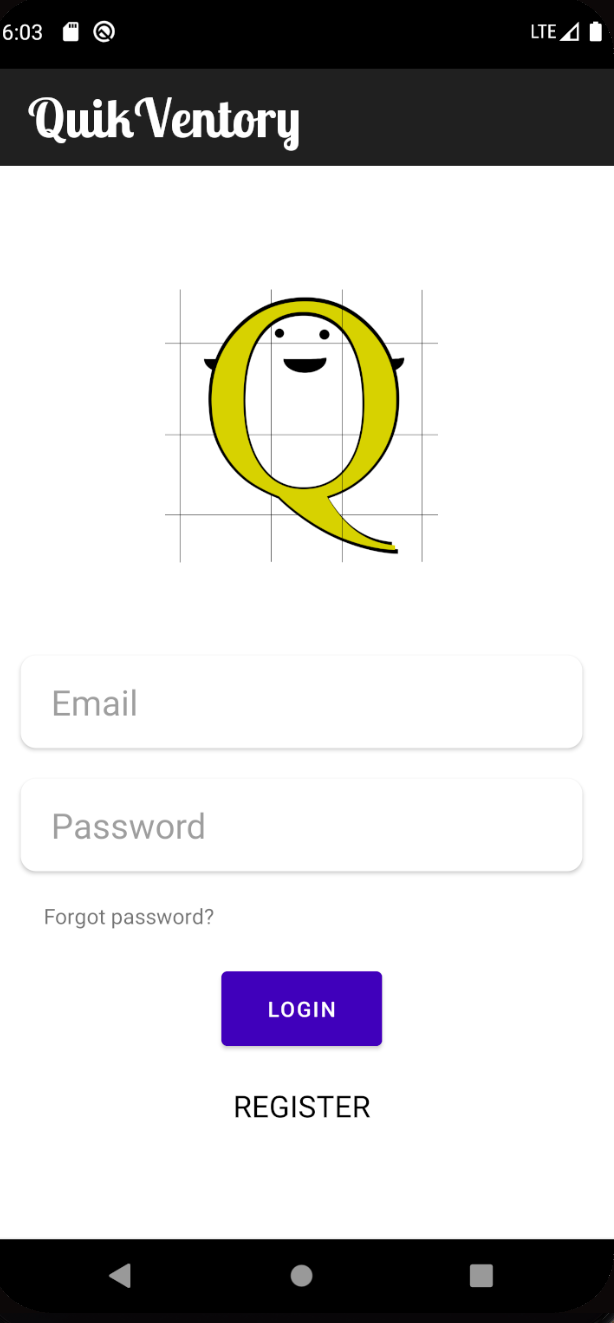 6:03 LTE
QuikVentory
Q
Email
Password
Forgot password?
LOGIN
REGISTER